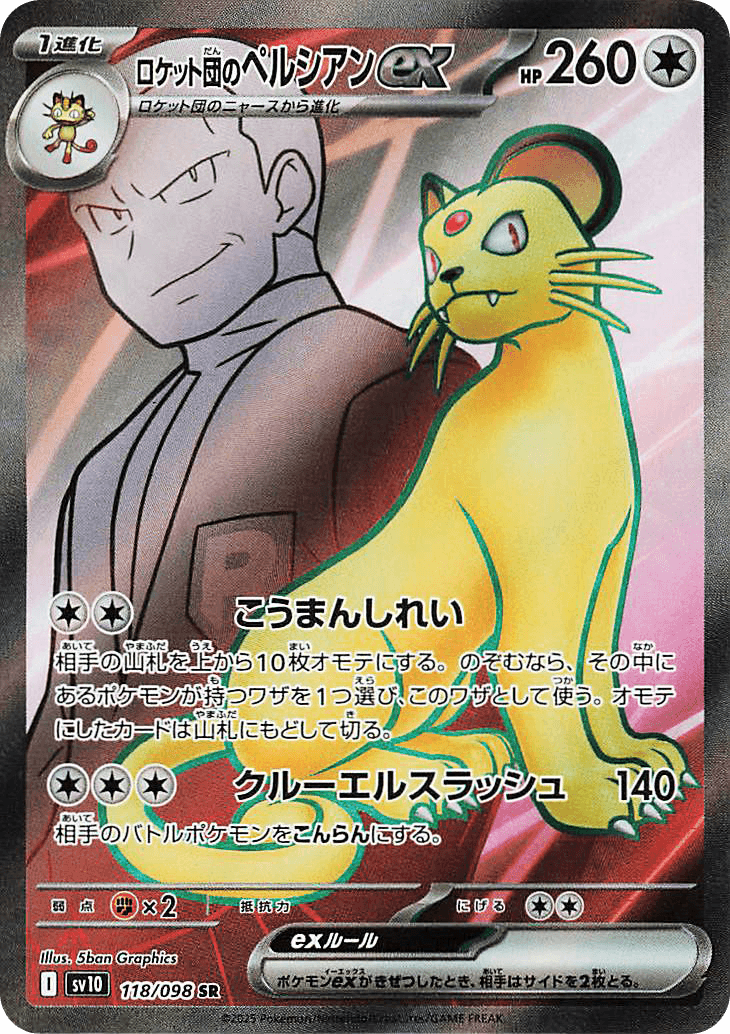 1進化
ロケット団のペルシアンex
HP260
ロケット団のニャースから進化
こうまんしれい
相手の山札を上から10枚オモテにする。のぞむなら、その中に
あるポケモンが持つワザを1つ選び、このワザとして使う。オモテ
にしたカードは山札にもどして切る。
クルーエルスラッシュ 140
相手のバトルポケモンをこんらんにする。
弱点 ×2 抵抗力 にげる
exルール
ポケモンexがきぜつしたとき、相手はサイドを2枚とる。
Illus. 5ban Graphics
I sv10 118/098 SR
©2025 Pokémon/Nintendo/Creatures/GAME FREAK